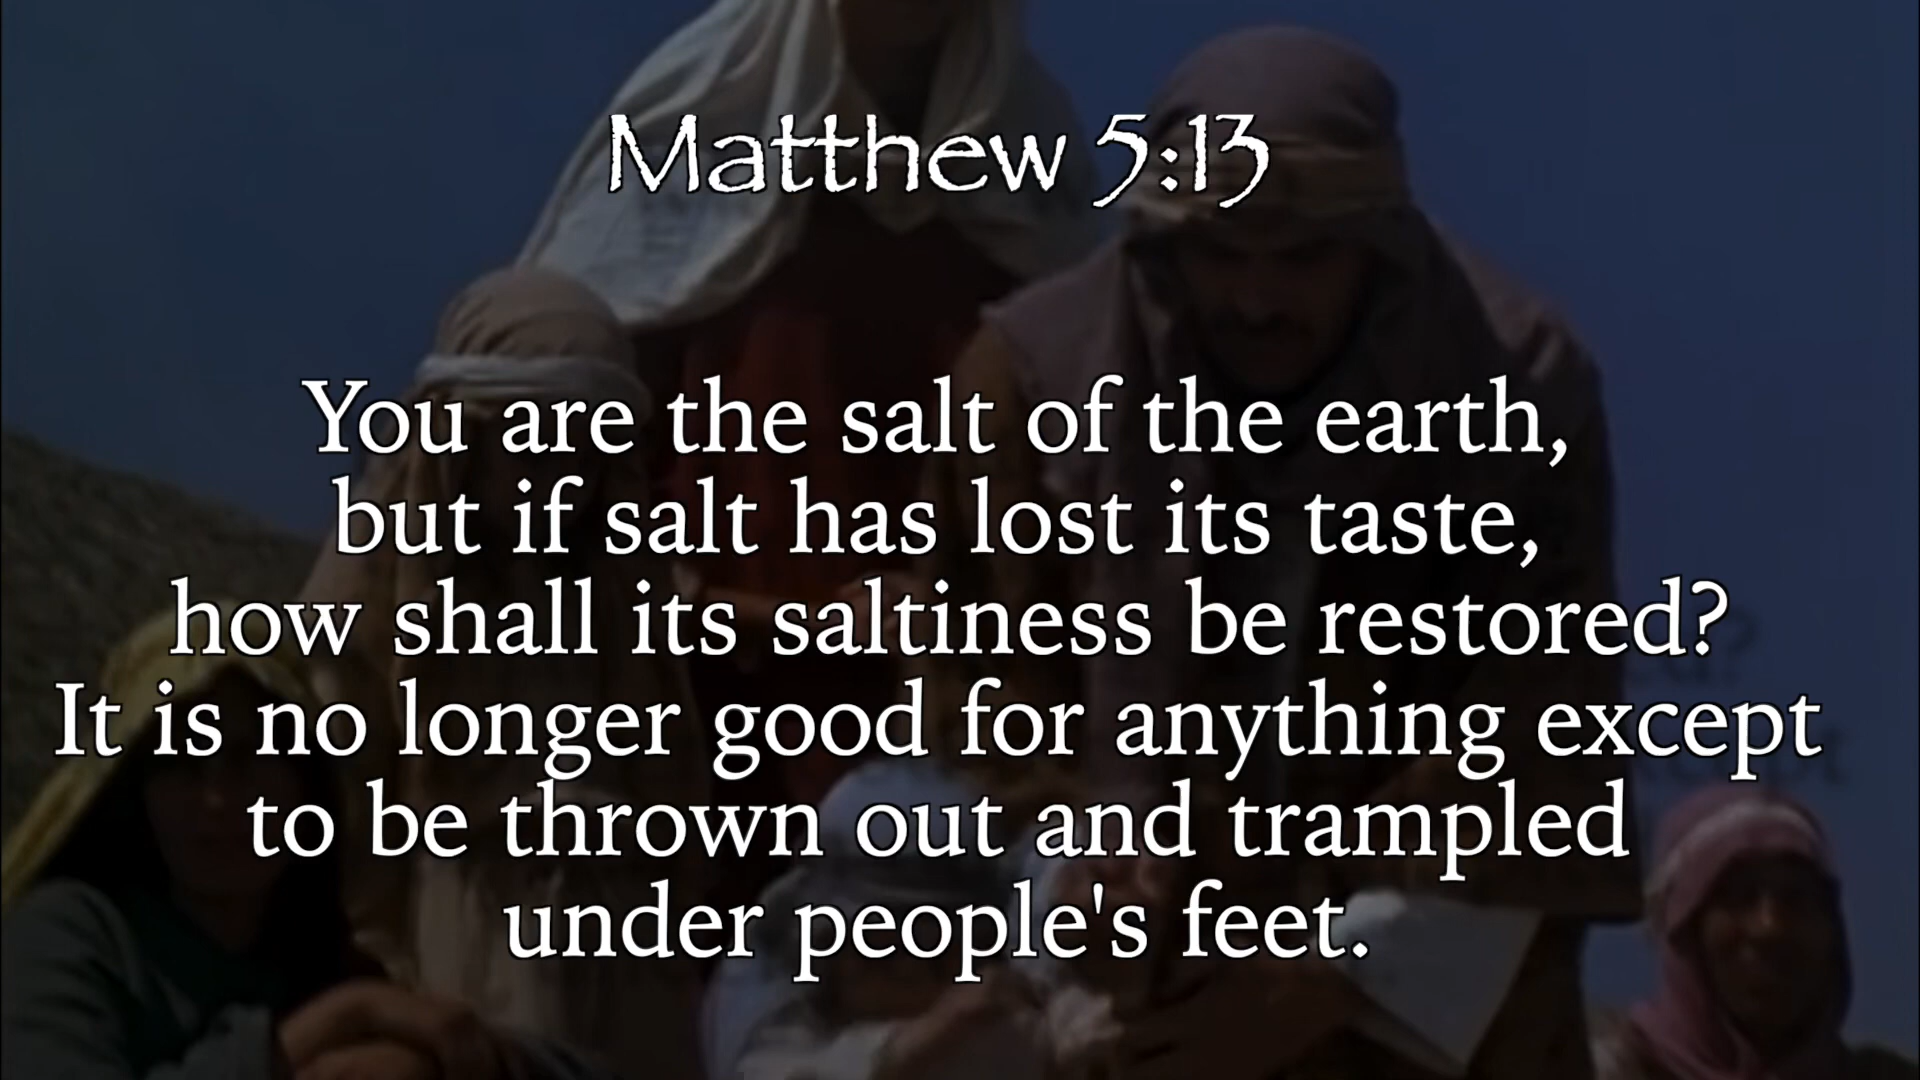 Matthew 5:13
You are the salt of the earth,
but if salt has lost its taste,
how shall its saltiness be restored?
It is no longer good for anything except
to be thrown out and trampled
under people's feet.